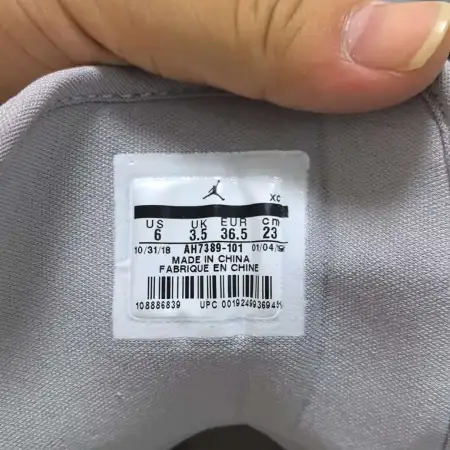 XC
US UK EUR cm
6 3.5 36.5 23
10/31/18 AH7389-101 01/04/19
MADE IN CHINA
FABRIQUE EN CHINE
108886839 UPC